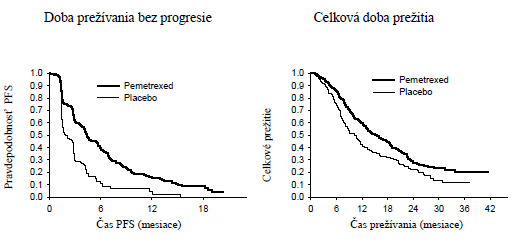 Doba prežívania bez progresie
Pravdepodobnosť PFS
1.0
0.9
0.8
0.7
0.6
0.5
0.4
0.3
0.2
0.1
0.0
Pemetrexed
Placebo
0 6 12 18
Čas PFS (mesiace)
Celková doba prežitia
Celkové prežitie
1.0
0.9
0.8
0.7
0.6
0.5
0.4
0.3
0.2
0.1
0.0
Pemetrexed
Placebo
0 6 12 18 24 30 36 42
Čas prežívania (mesiace)